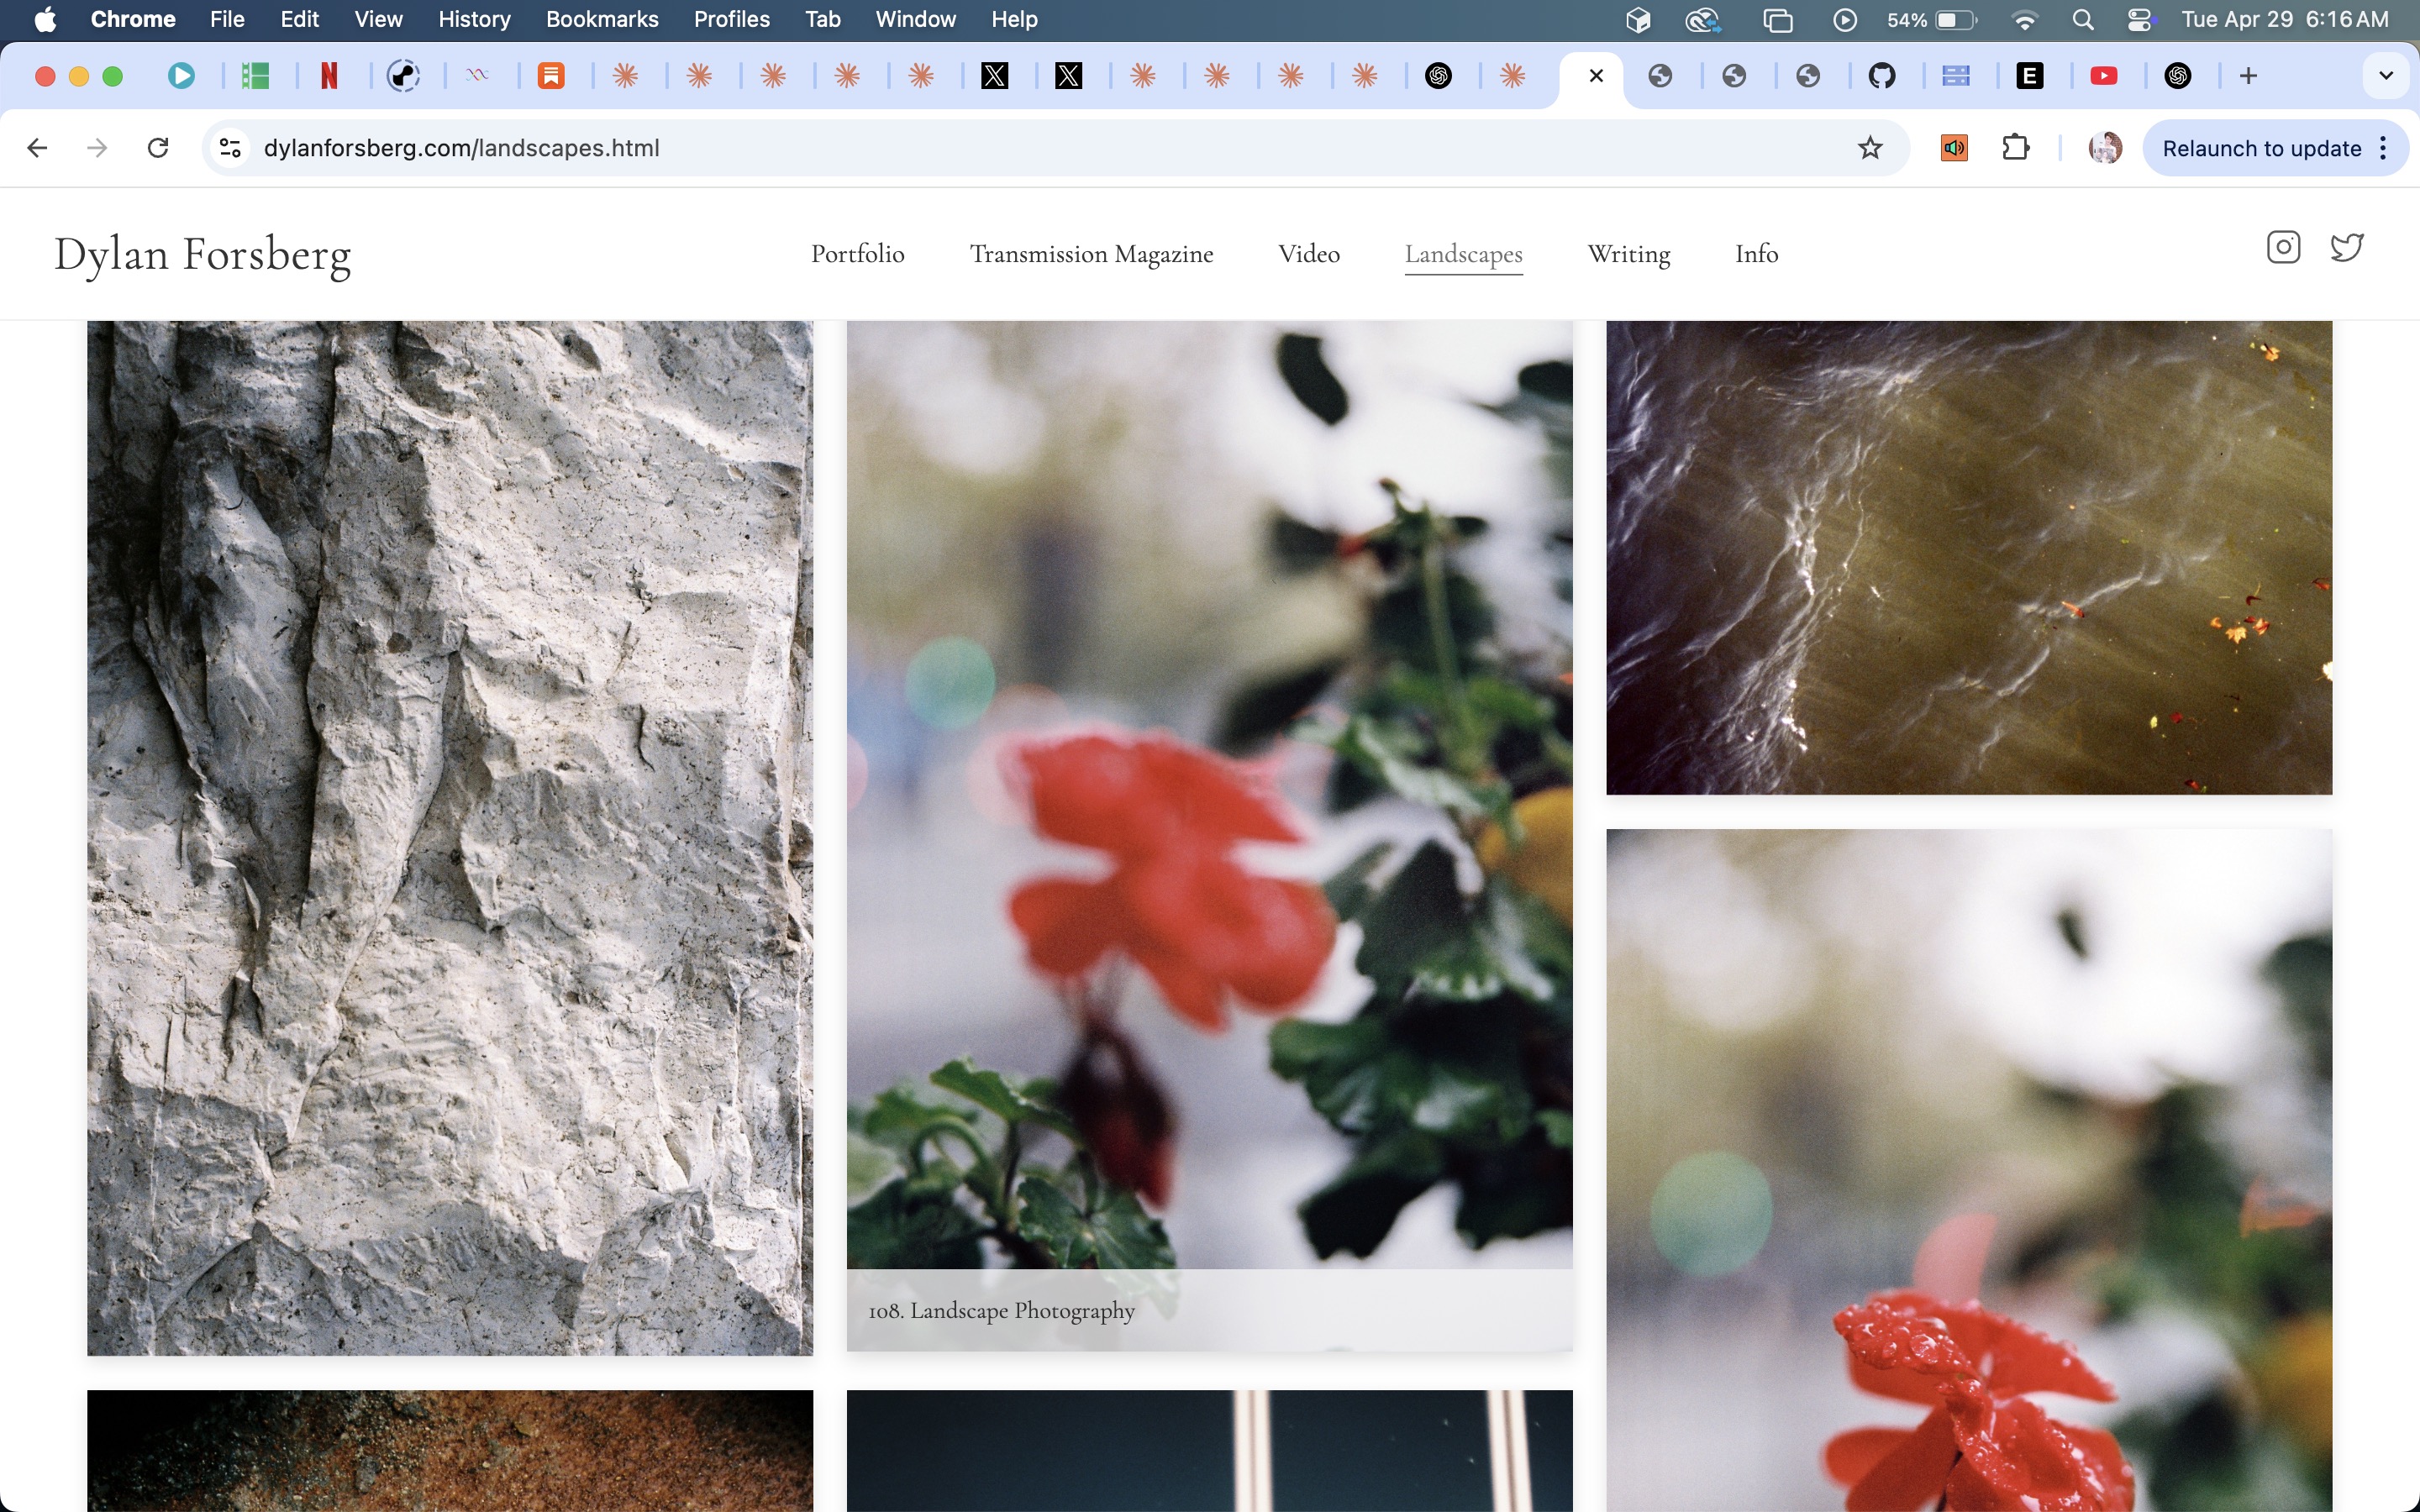 Chrome File Edit View History Bookmarks Profiles Tab Window Help 54% Tue Apr 29 6:16 AM
N X X E
dylanforsberg.com/landscapes.html Relaunch to update
Dylan Forsberg Portfolio Transmission Magazine Video Landscapes Writing Info
108. Landscape Photography